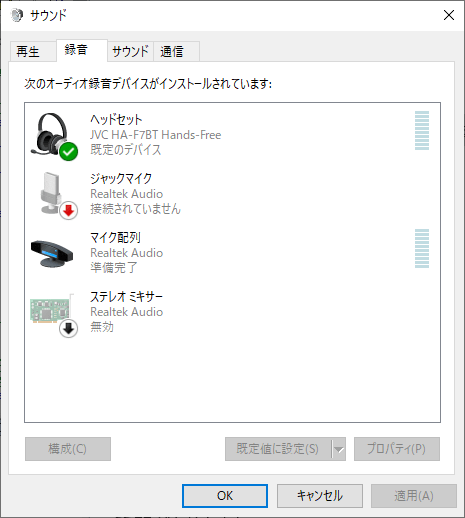 サウンド
再生
録音
サウンド
通信
次のオーディオ録音デバイスがインストールされています:
ヘッドセット
JVC HA-F7BT Hands-Free
既定のデバイス
ジャックマイク
Realtek Audio
接続されていません
マイク配列
Realtek Audio
準備完了
ステレオ ミキサー
Realtek Audio
無効
構成(C)
既定値に設定(S)
プロパティ(P)
OK
キャンセル
適用(A)